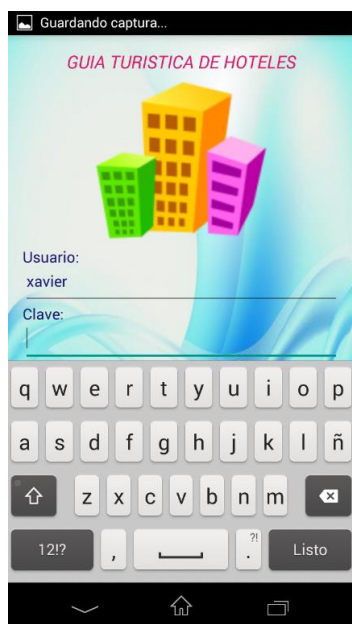 Guardando captura...
GUIA TURISTICA DE HOTELES
Usuario:
xavier
Clave:
q w e r t y u i o p
a s d f g h j k l ñ
z x c v b n m
12!? , ?! . Listo